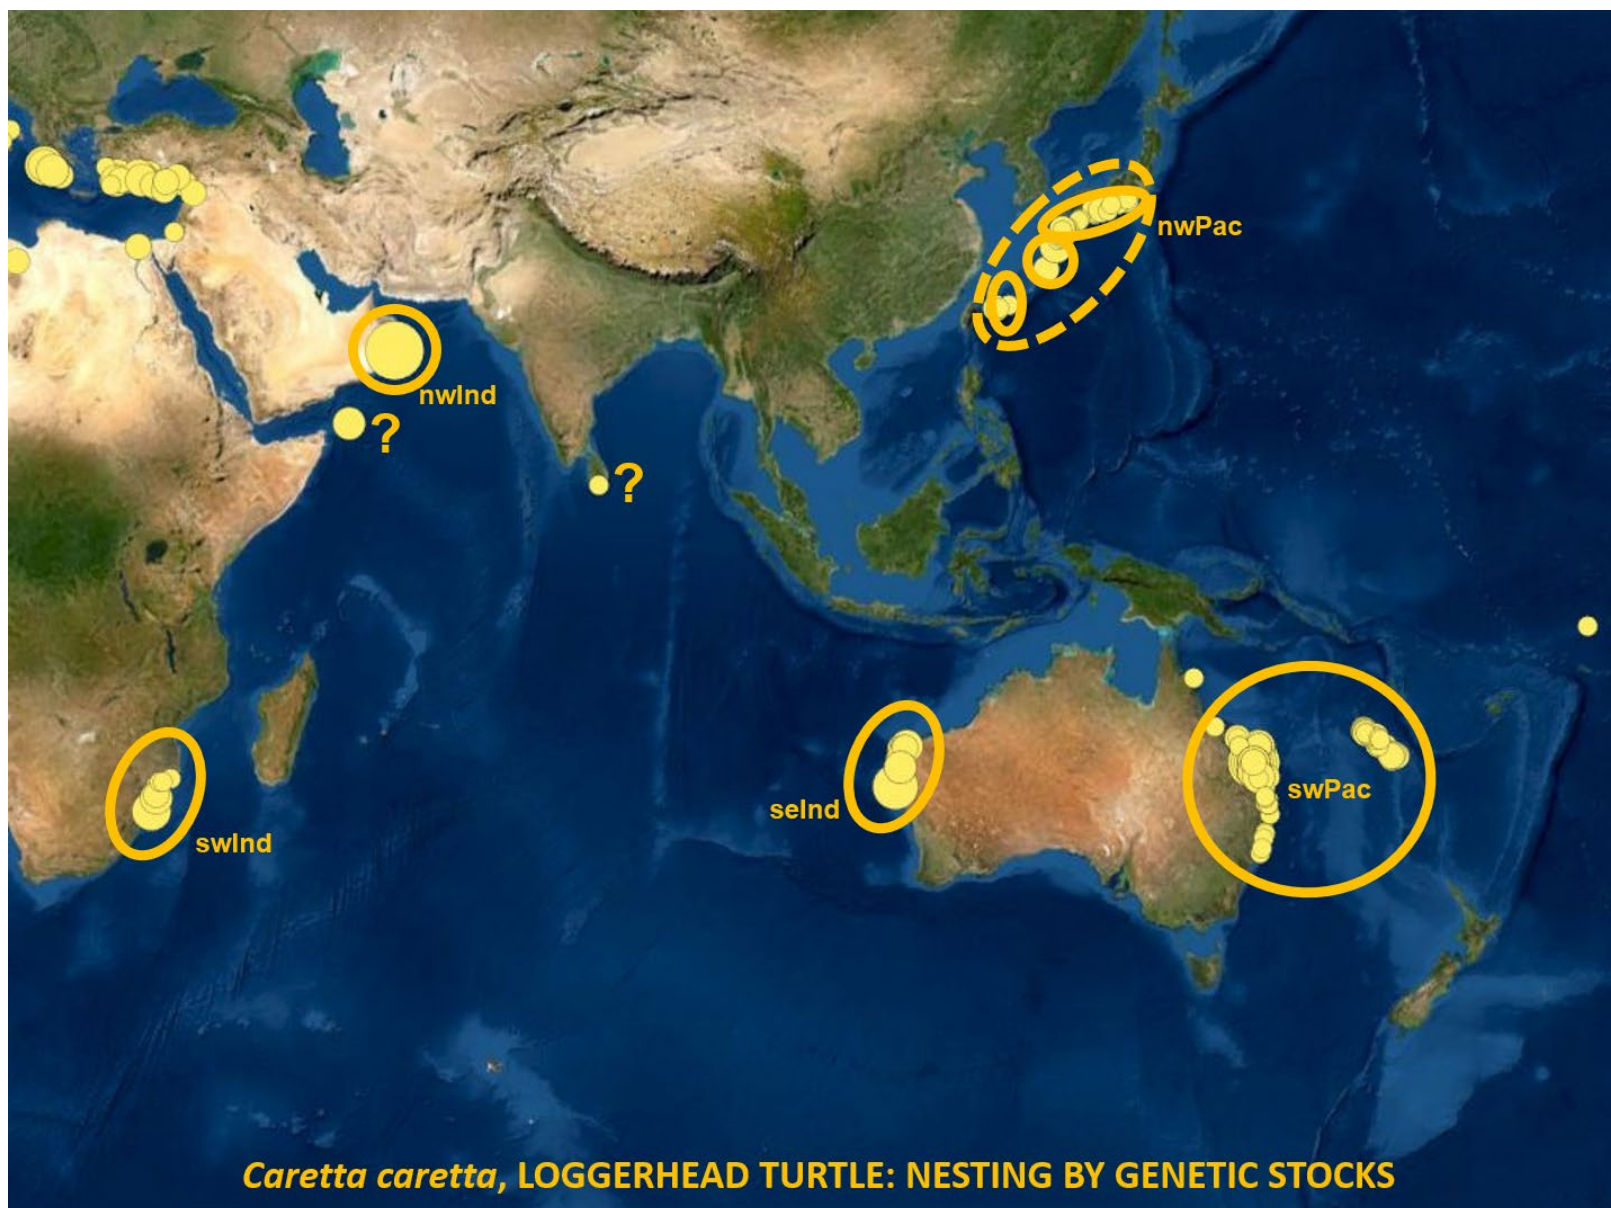 nwPac
nwInd
?
?
swPac
seInd
swInd
Caretta caretta, LOGGERHEAD TURTLE: NESTING BY GENETIC STOCKS